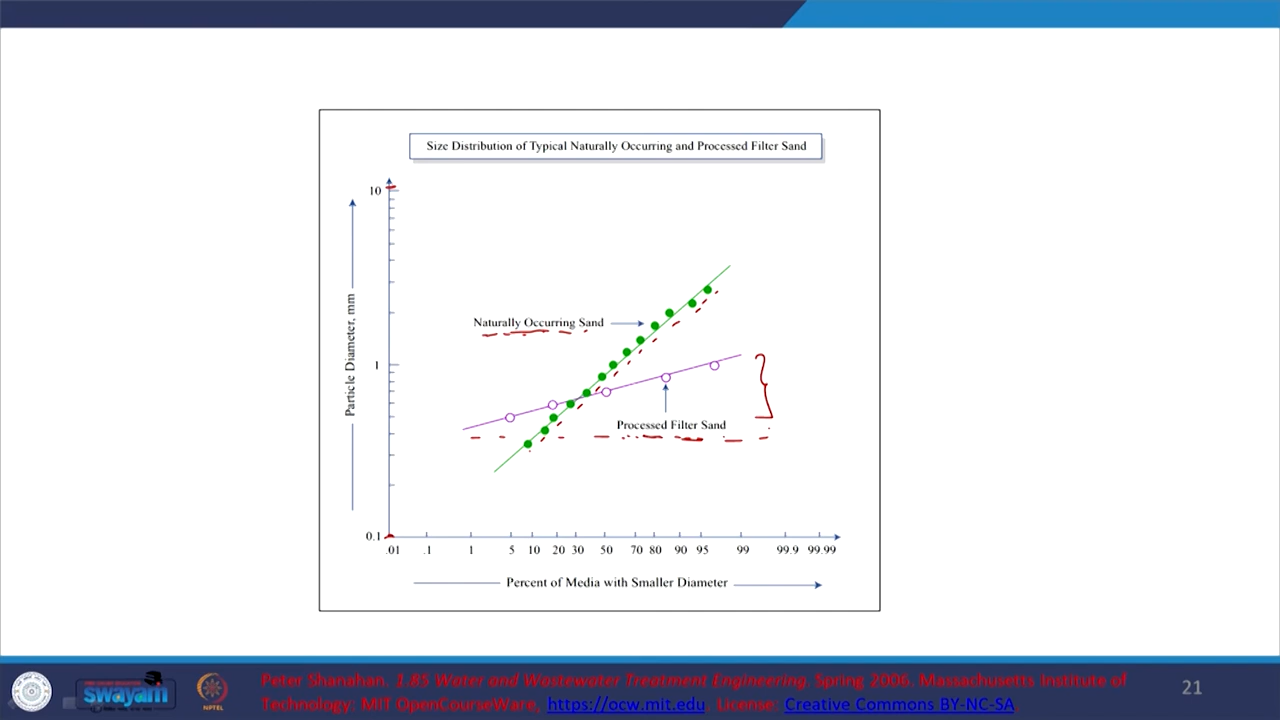 Size Distribution of Typical Naturally Occurring and Processed Filter Sand
10
Naturally Occurring Sand
1
Particle Diameter, mm
Processed Filter Sand
0.1
.01 .1 1 5 10 20 30 50 70 80 90 95 99 99.9 99.99
Percent of Media with Smaller Diameter
swayam
NPTEL
Peter Shanahan. 1.85 Water and Wastewater Treatment Engineering. Spring 2006. Massachusetts Institute of
Technology: MIT OpenCourseWare, https://ocw.mit.edu License: Creative Commons BY-NC-SA
21